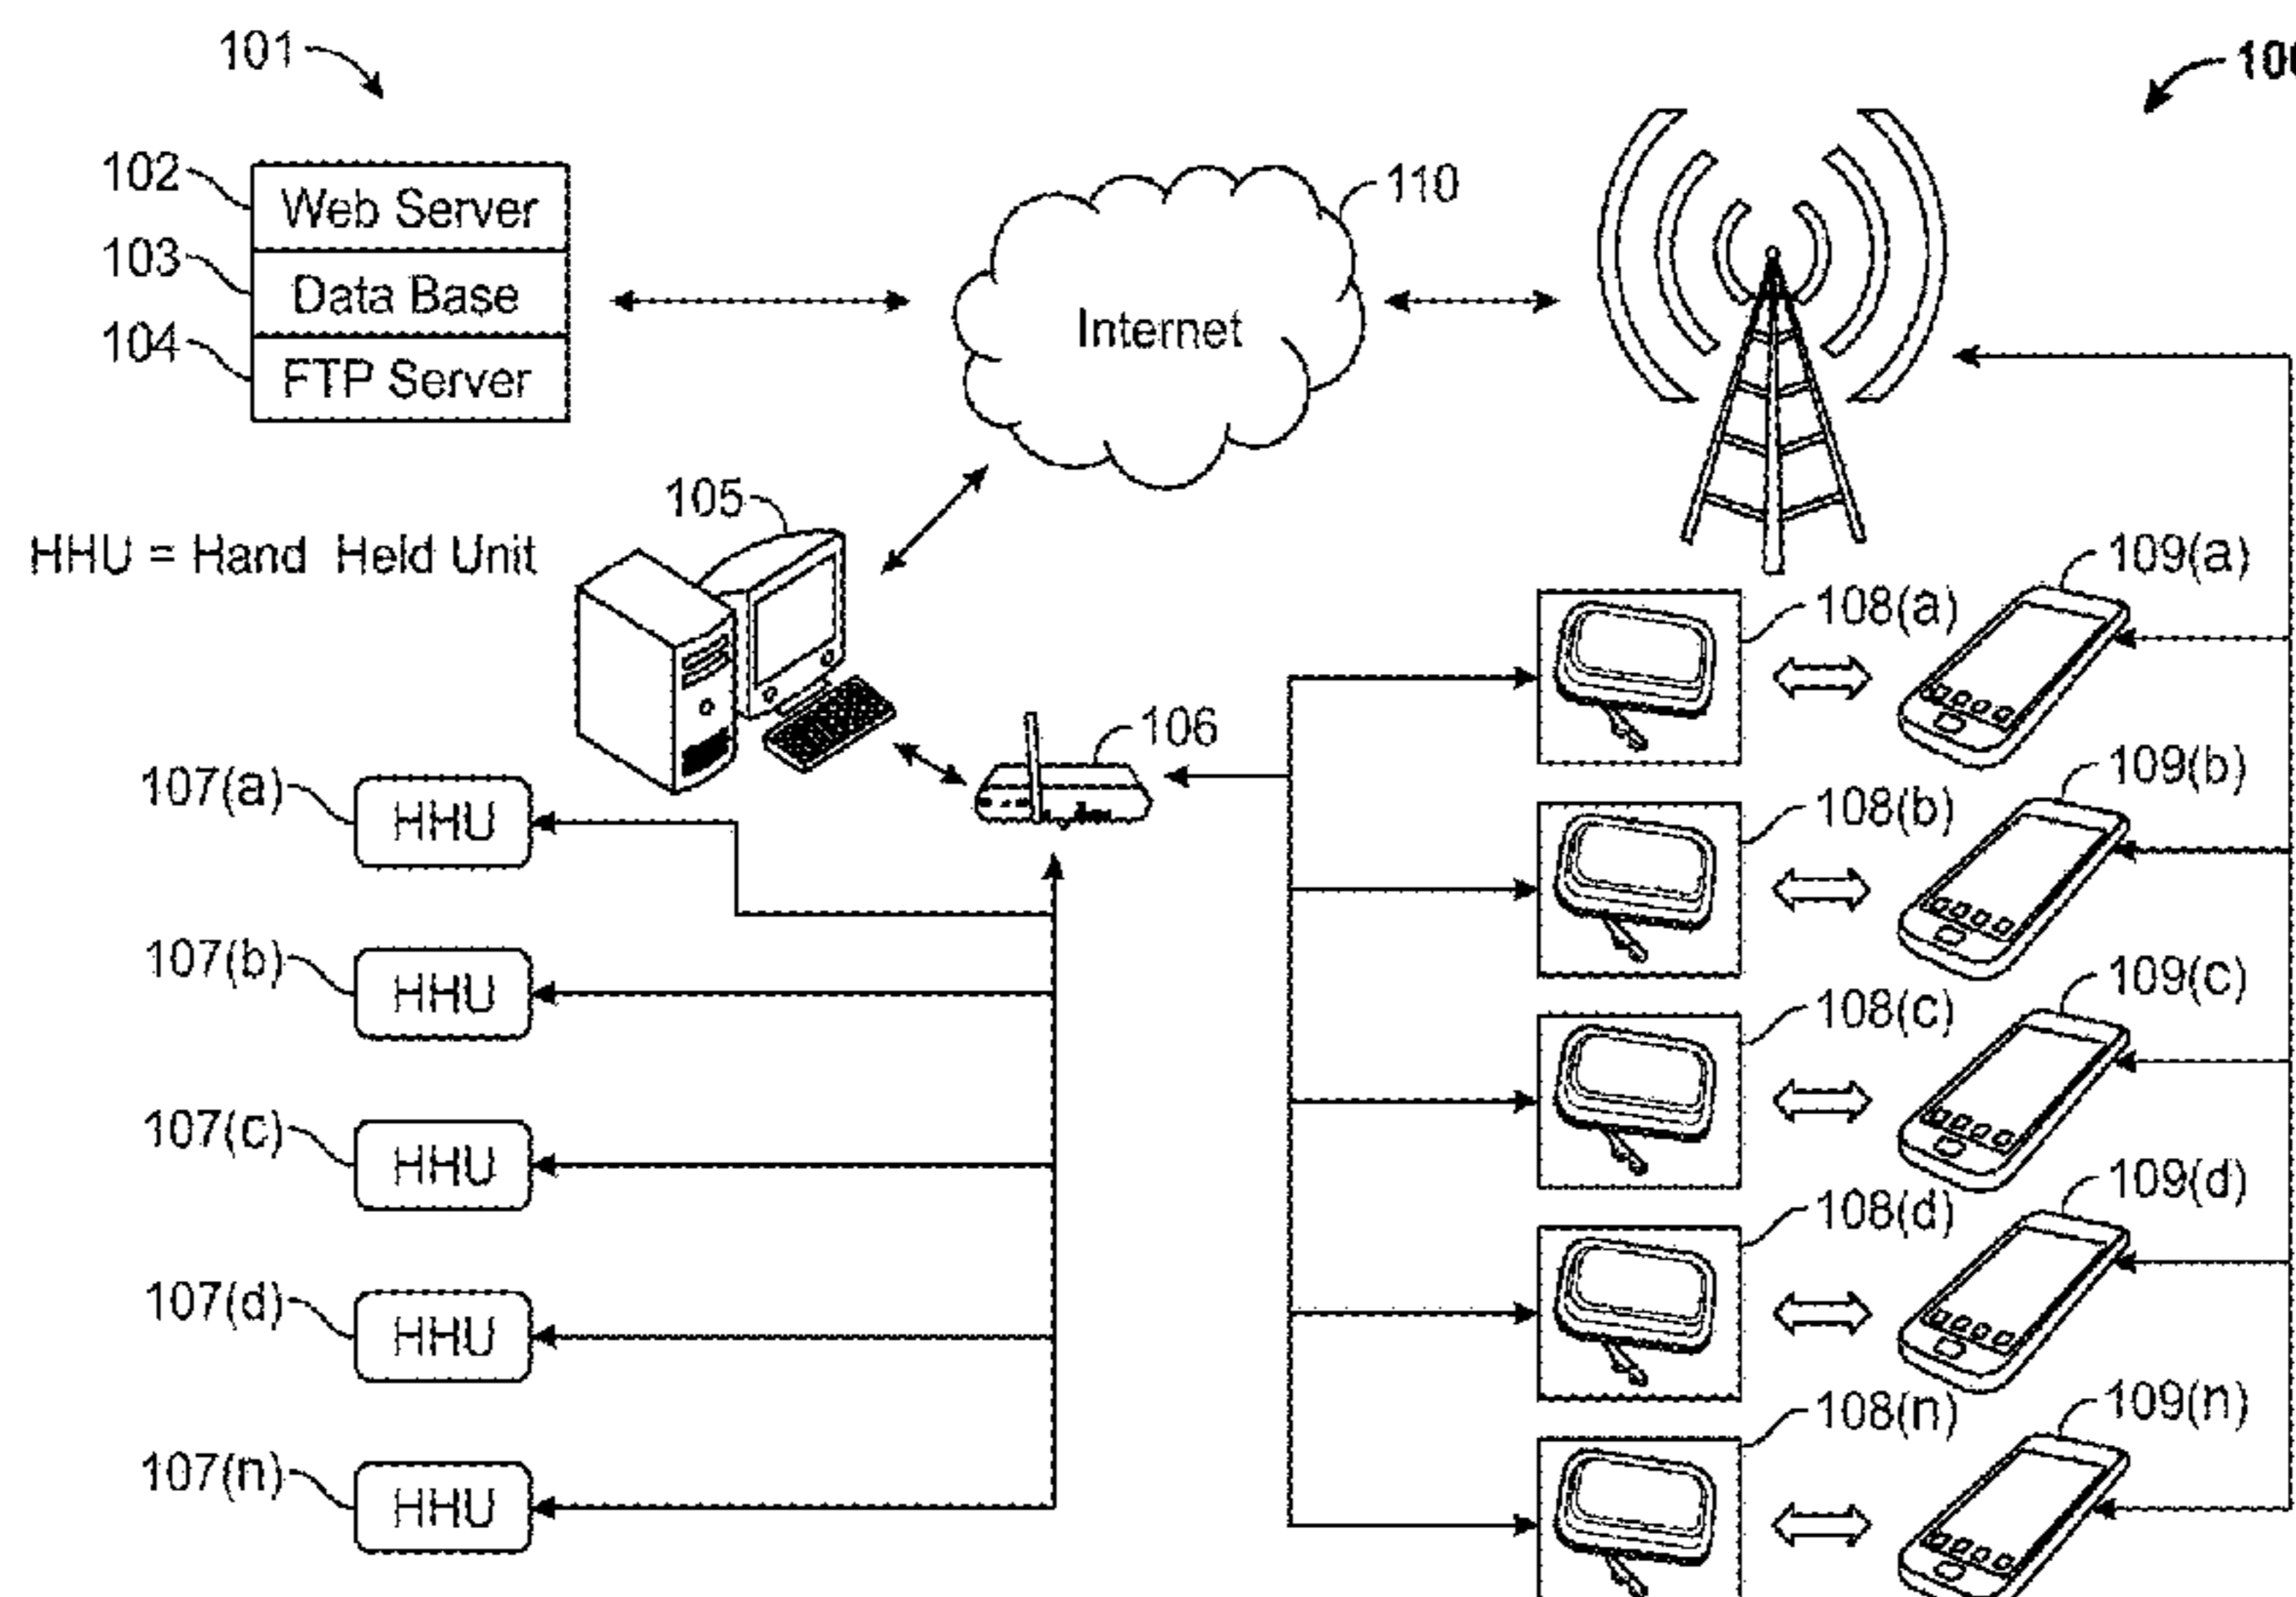 101
102
Web Server
103
Data Base
104
FTP Server
110
Internet
HHU = Hand Held Unit
105
106
107(a)
HHU
107(b)
HHU
107(c)
HHU
107(d)
HHU
107(n)
HHU
108(a)
109(a)
108(b)
109(b)
108(c)
109(c)
108(d)
109(d)
108(n)
109(n)